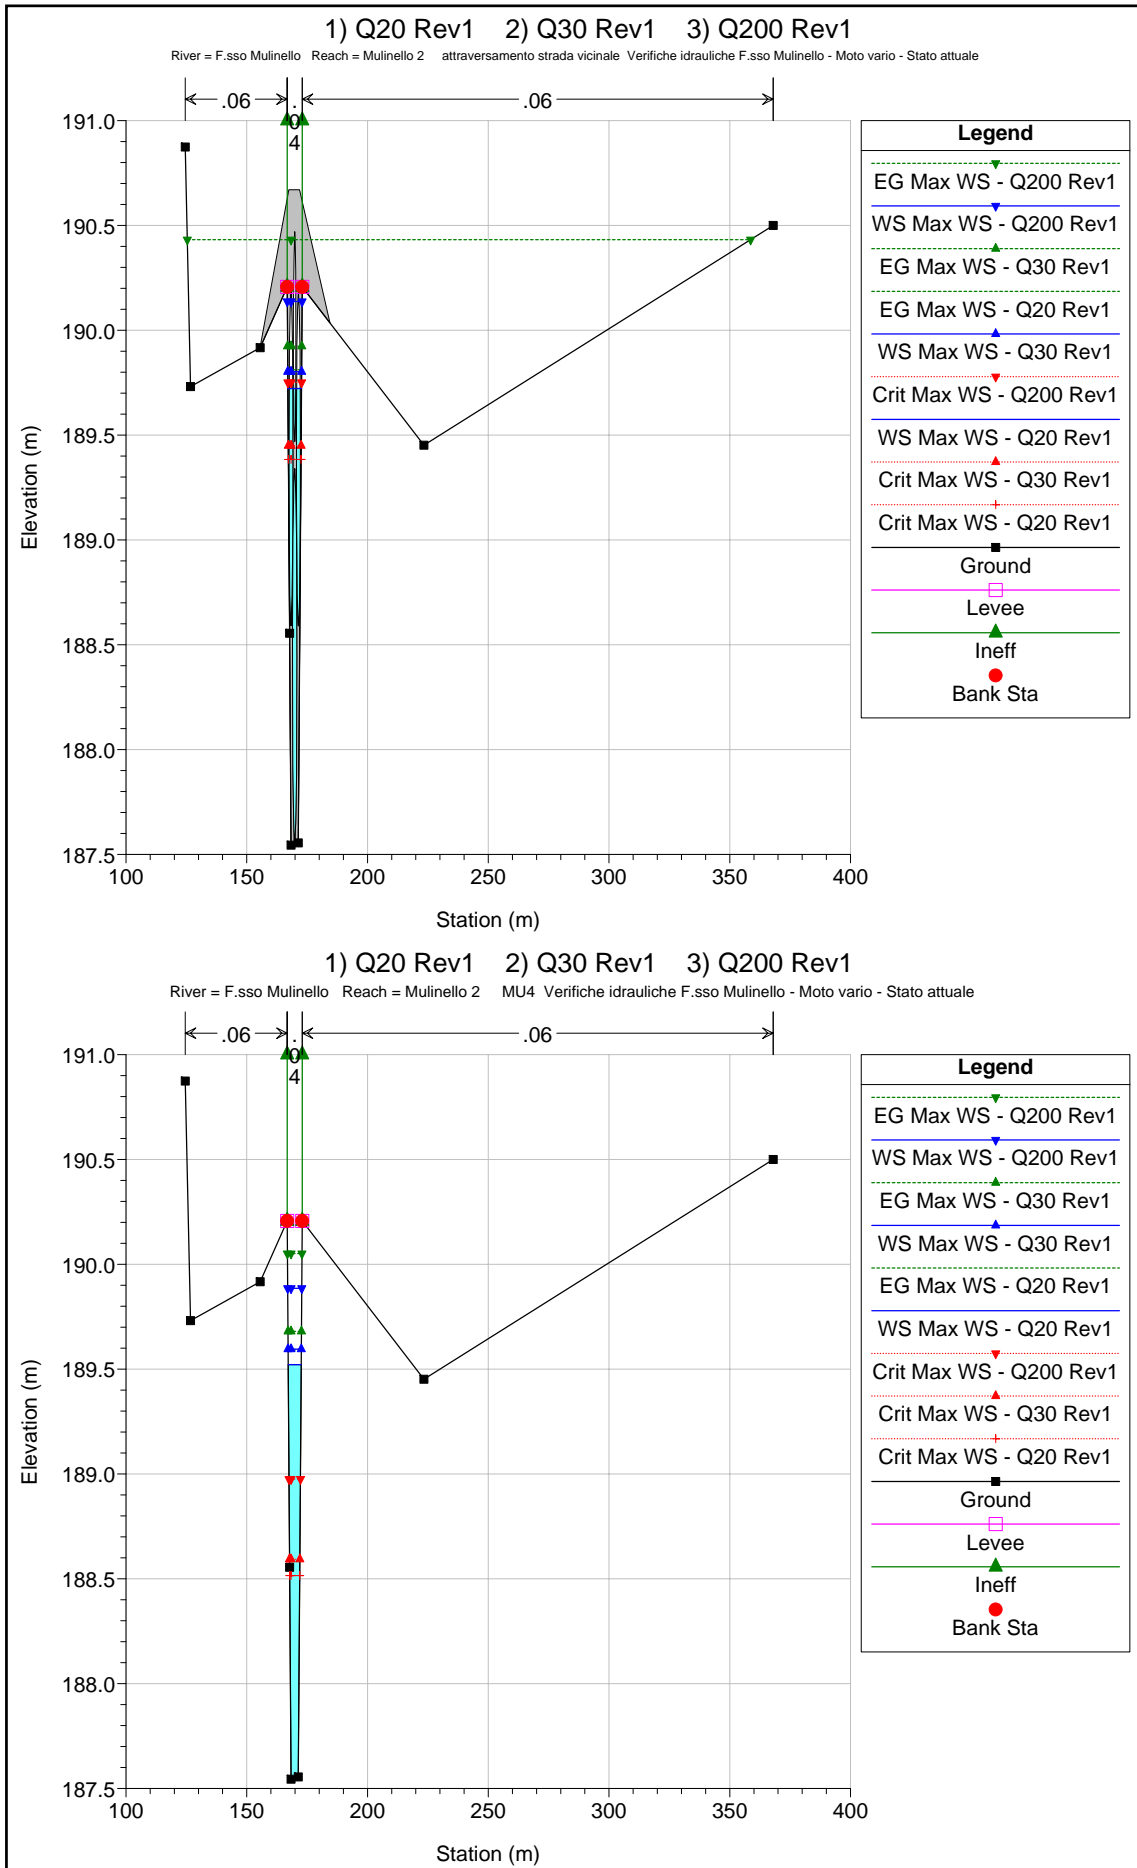 1) Q20 Rev1 2) Q30 Rev1 3) Q200 Rev1
River = F.sso Mulinello Reach = Mulinello 2 attraversamento strada vicinale Verifiche idrauliche F.sso Mulinello - Moto vario - Stato attuale
.06
.04
.06
191.0
190.5
190.0
189.5
189.0
188.5
188.0
187.5
Elevation (m)
100 150 200 250 300 350 400
Station (m)
Legend
EG Max WS - Q200 Rev1
WS Max WS - Q200 Rev1
EG Max WS - Q30 Rev1
EG Max WS - Q20 Rev1
WS Max WS - Q30 Rev1
Crit Max WS - Q200 Rev1
WS Max WS - Q20 Rev1
Crit Max WS - Q30 Rev1
Crit Max WS - Q20 Rev1
Ground
Levee
Ineff
Bank Sta
1) Q20 Rev1 2) Q30 Rev1 3) Q200 Rev1
River = F.sso Mulinello Reach = Mulinello 2 MU4 Verifiche idrauliche F.sso Mulinello - Moto vario - Stato attuale
.06
.04
.06
191.0
190.5
190.0
189.5
189.0
188.5
188.0
187.5
Elevation (m)
100 150 200 250 300 350 400
Station (m)
Legend
EG Max WS - Q200 Rev1
WS Max WS - Q200 Rev1
EG Max WS - Q30 Rev1
WS Max WS - Q30 Rev1
EG Max WS - Q20 Rev1
WS Max WS - Q20 Rev1
Crit Max WS - Q200 Rev1
Crit Max WS - Q30 Rev1
Crit Max WS - Q20 Rev1
Ground
Levee
Ineff
Bank Sta